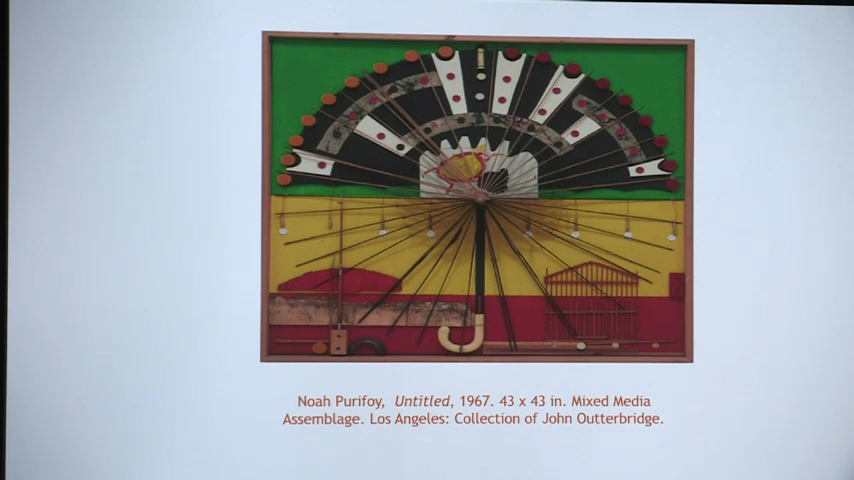 Noah Purifoy, Untitled, 1967. 43 x 43 in. Mixed Media
Assemblage. Los Angeles: Collection of John Outterbridge.